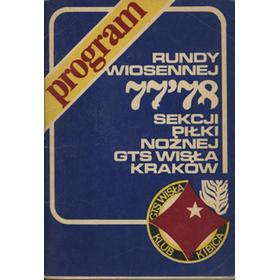 program
RUNDY
WIOSENNEJ
77'78
SEKCJI
PIŁKI
NOŻNEJ
GTS WISŁA
KRAKÓW
GTS WISŁA
KLUB KIBICA